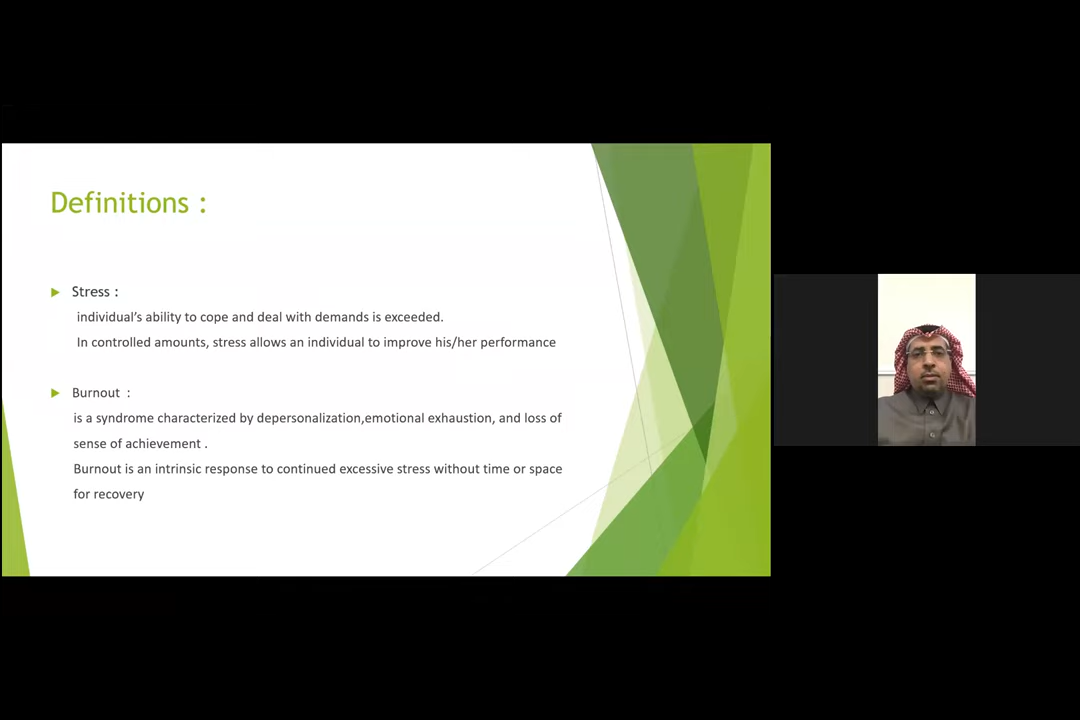 Definitions :
Stress :
individual's ability to cope and deal with demands is exceeded.
In controlled amounts, stress allows an individual to improve his/her performance
Burnout :
is a syndrome characterized by depersonalization,emotional exhaustion, and loss of
sense of achievement .
Burnout is an intrinsic response to continued excessive stress without time or space
for recovery